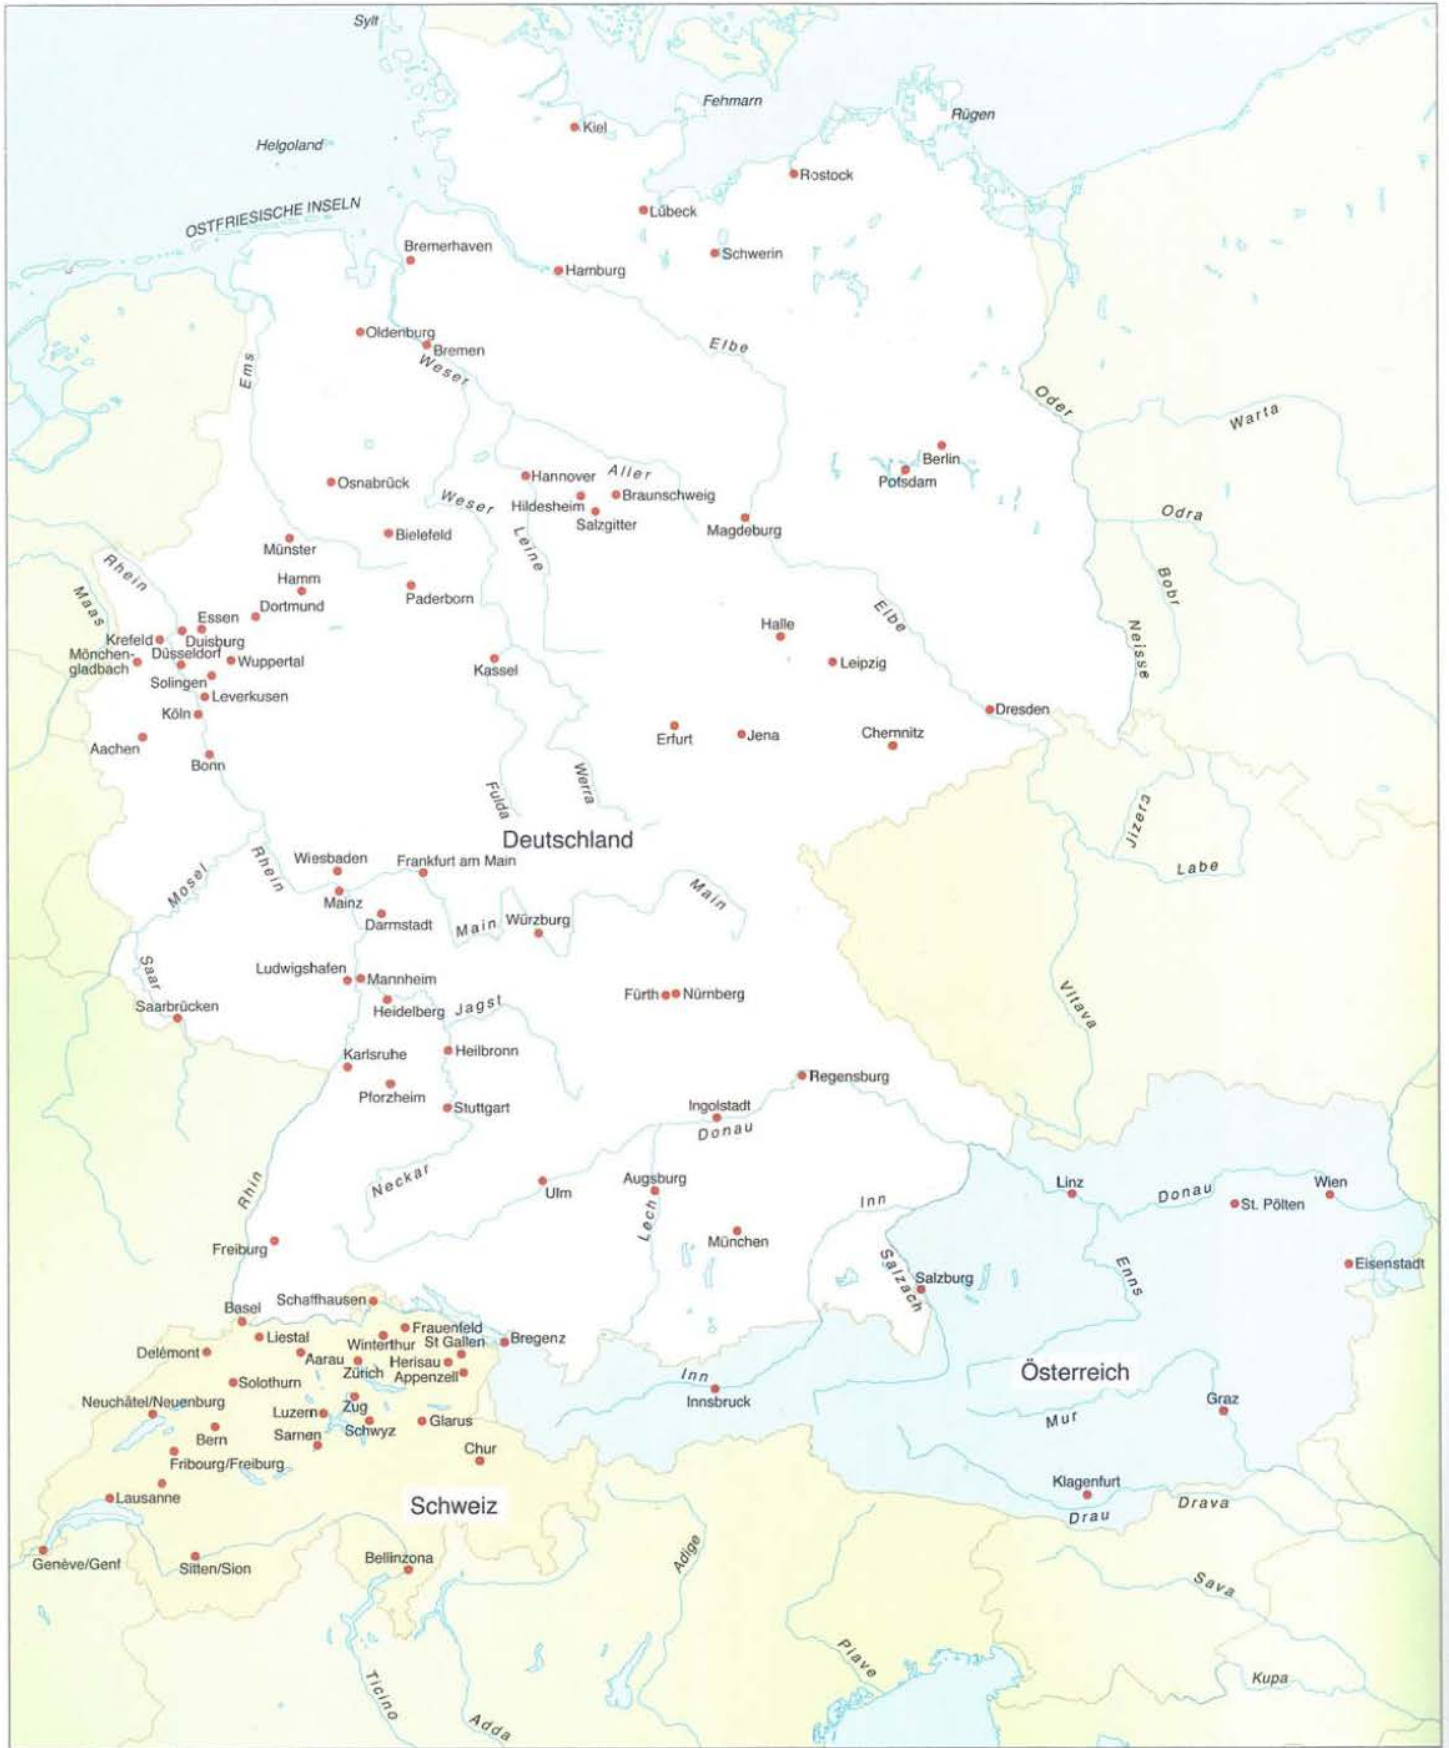 Sylt
Fehmarn
Rügen
Kiel
Helgoland
Rostock
OSTFRIESISCHE INSELN
Lübeck
Bremerhaven
Schwerin
Hamburg
Oldenburg
Bremen
Elbe
Weser
Ems
Oder
Warta
Berlin
Hannover
Aller
Osnabrück
Potsdam
Weser
Hildesheim
Braunschweig
Salzgitter
Magdeburg
Odra
Bielefeld
Leine
Münster
Rhein
Hamm
Bobr
Maas
Paderborn
Dortmund
Elbe
Essen
Halle
Krefeld
Duisburg
Neisse
Mönchen-
gladbach
Düsseldorf
Wuppertal
Kassel
Leipzig
Solingen
Leverkusen
Köln
Dresden
Aachen
Erfurt
Jena
Chemnitz
Bonn
Fulda
Werra
Jizera
Deutschland
Wiesbaden
Frankfurt am Main
Rhein
Mosel
Labe
Mainz
Main
Darmstadt
Main
Würzburg
Saar
Ludwigshafen
Mannheim
Fürth
Nürnberg
Saarbrücken
Heidelberg
Jagst
Vltava
Karlsruhe
Heilbronn
Regensburg
Pforzheim
Stuttgart
Ingolstadt
Donau
Neckar
Rhin
Ulm
Augsburg
Linz
Donau
Wien
Lech
Inn
St. Pölten
München
Freiburg
Salzach
Salzburg
Enns
Eisenstadt
Schaffhausen
Basel
Liestal
Frauenfeld
Winterthur
St Gallen
Bregenz
Delémont
Aarau
Zürich
Herisau
Appenzell
Inn
Österreich
Solothurn
Innsbruck
Neuchâtel/Neuenburg
Luzern
Zug
Graz
Bern
Sarnen
Schwyz
Glarus
Mur
Fribourg/Freiburg
Chur
Lausanne
Schweiz
Klagenfurt
Drau
Drava
Genève/Genf
Sitten/Sion
Bellinzona
Adige
Sava
Piave
Ticino
Adda
Kupa